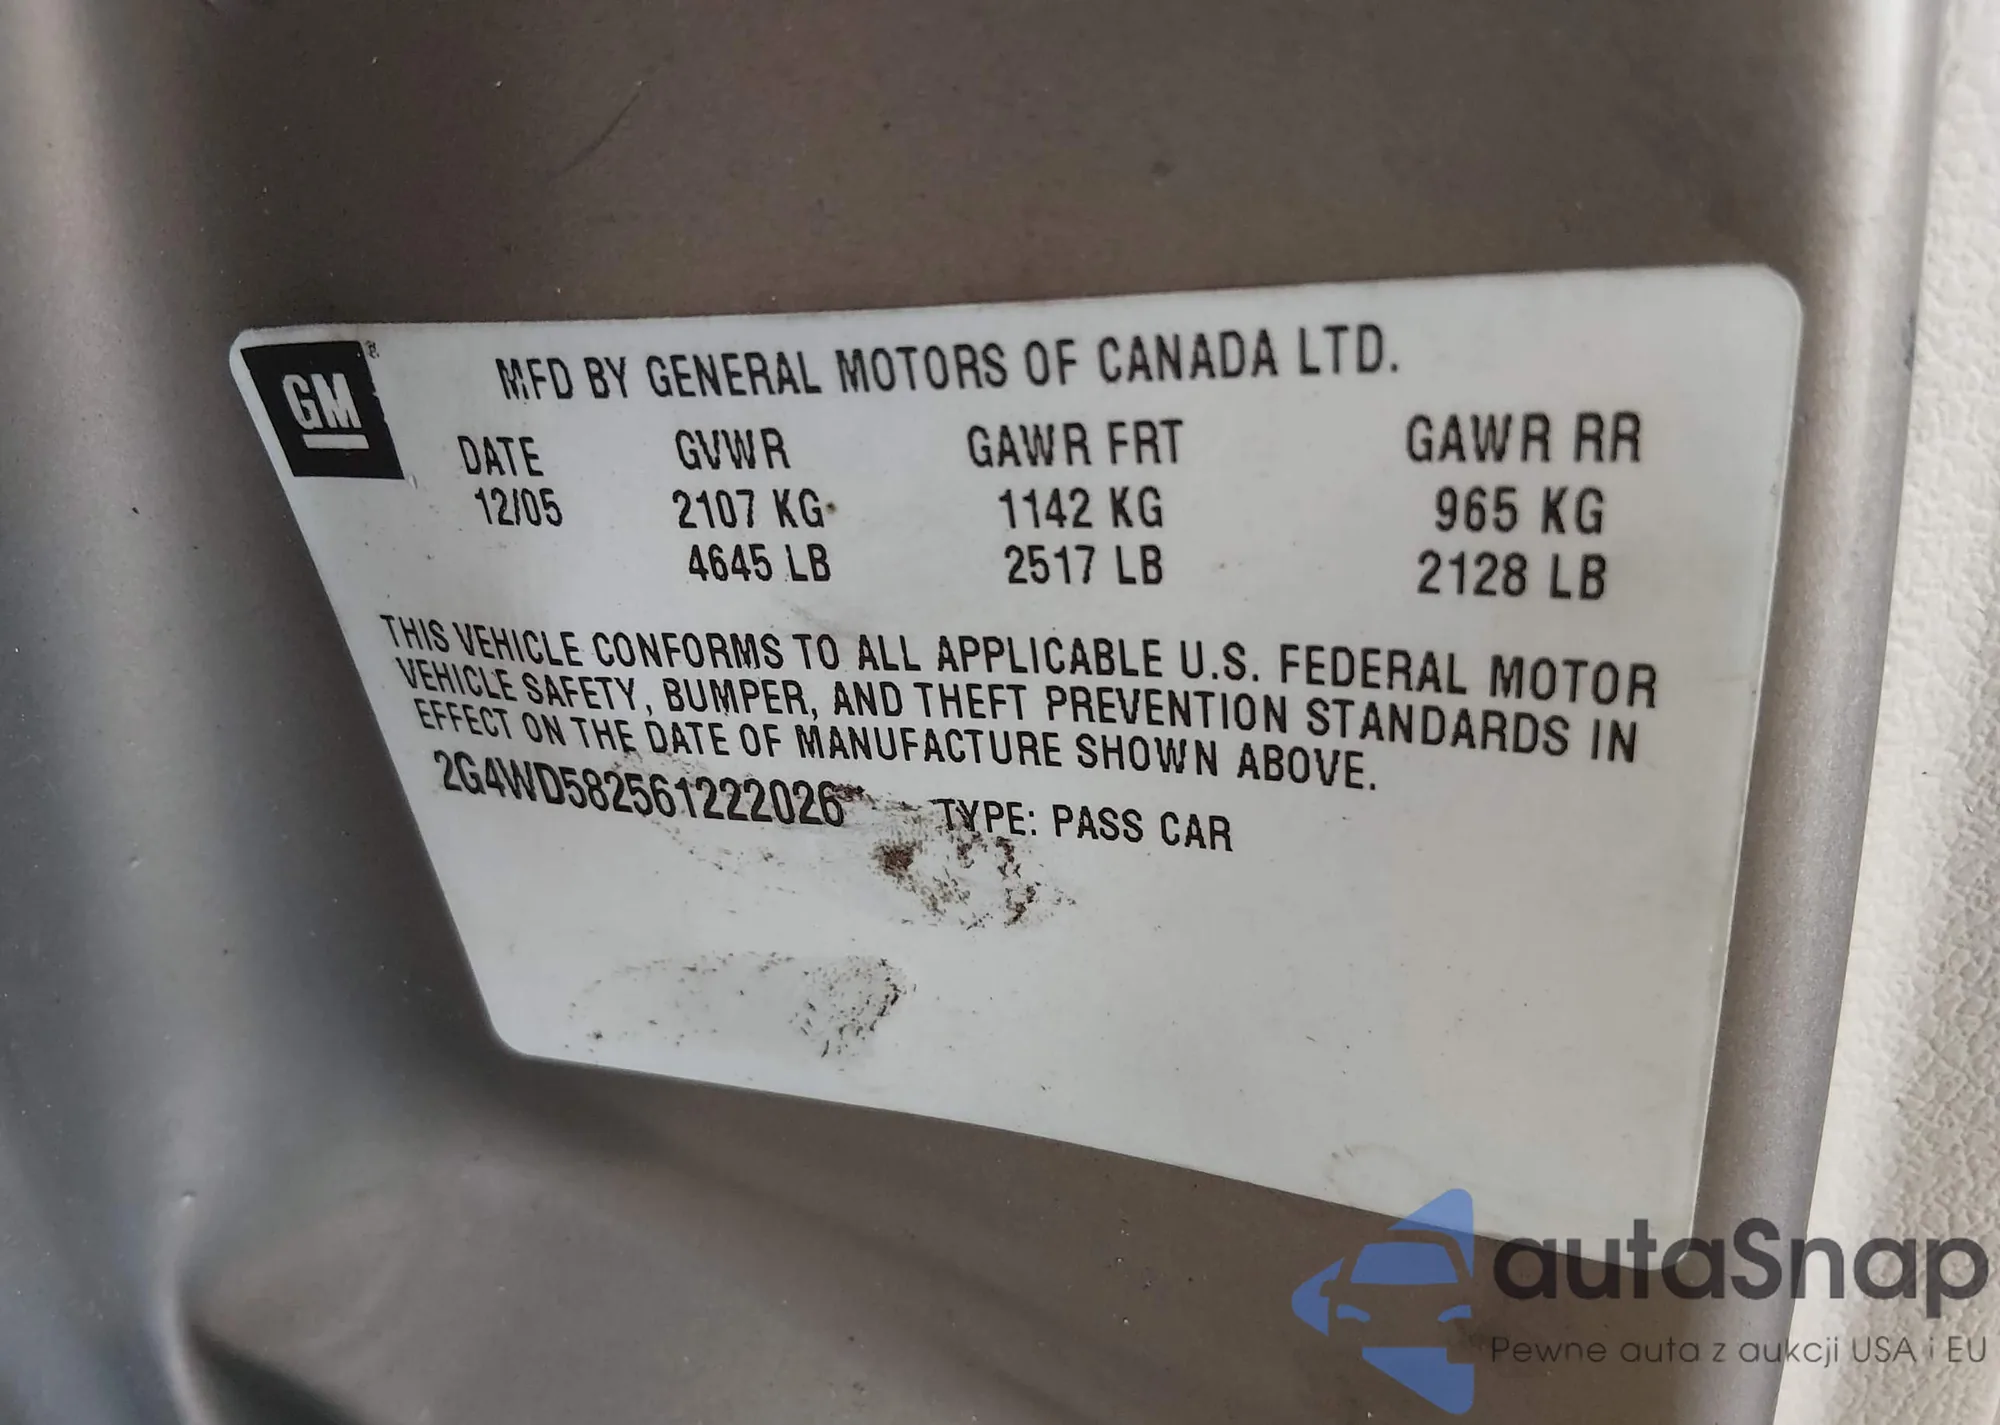 GM
MFD BY GENERAL MOTORS OF CANADA LTD.
DATE GVWR GAWR FRT GAWR RR
12/05 2107 KG 1142 KG 965 KG
4645 LB 2517 LB 2128 LB
THIS VEHICLE CONFORMS TO ALL APPLICABLE U.S. FEDERAL MOTOR
VEHICLE SAFETY, BUMPER, AND THEFT PREVENTION STANDARDS IN
EFFECT ON THE DATE OF MANUFACTURE SHOWN ABOVE.
2G4WD582561222026 TYPE: PASS CAR
autaSnap
Pewne auta z aukcji USA i EU